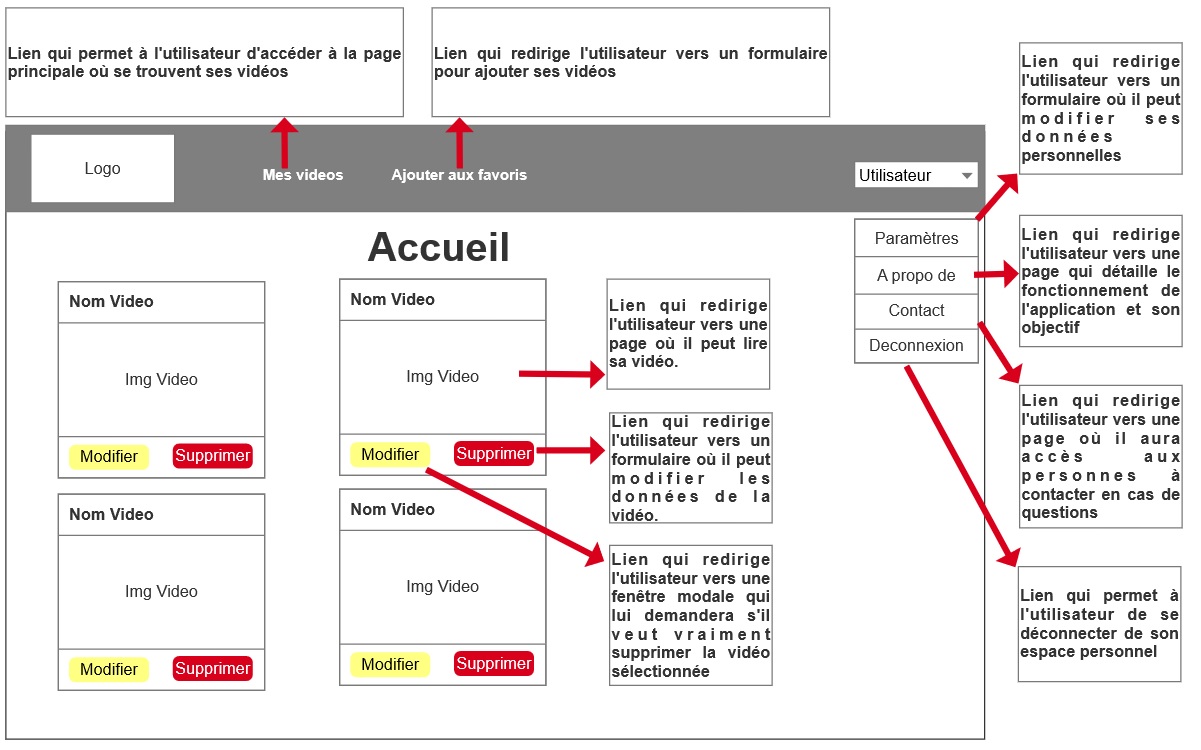 Lien qui permet à l'utilisateur d'accéder à la page
principale où se trouvent ses vidéos
Lien qui redirige l'utilisateur vers un formulaire
pour ajouter ses vidéos
Lien qui redirige
l'utilisateur vers un
formulaire où il peut
modifier ses
données
personnelles
Logo
Mes videos
Ajouter aux favoris
Utilisateur
Accueil
Paramètres
A propo de
Contact
Deconnexion
Lien qui redirige
l'utilisateur vers une
page qui détaille le
fonctionnement de
l'application et son
objectif
Nom Video
Img Video
Modifier
Supprimer
Nom Video
Img Video
Modifier
Supprimer
Lien qui redirige
l'utilisateur vers une
page où il peut lire
sa vidéo.
Lien qui redirige
l'utilisateur vers un
formulaire où il peut
modifier les
données de la
vidéo.
Lien qui redirige
l'utilisateur vers une
page où il aura
accès aux
personnes à
contacter en cas de
questions
Nom Video
Img Video
Modifier
Supprimer
Nom Video
Img Video
Modifier
Supprimer
Lien qui redirige
l'utilisateur vers une
fenêtre modale qui
lui demandera s'il
veut vraiment
supprimer la vidéo
sélectionnée
Lien qui permet à
l'utilisateur de se
déconnecter de son
espace personnel